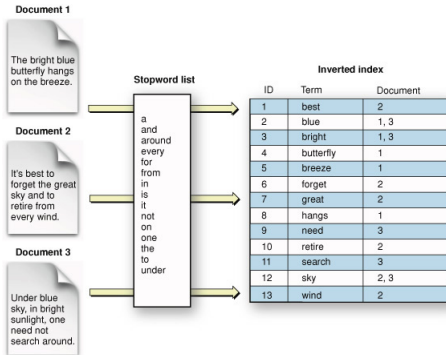 Document 1
The bright blue
butterfly hangs
on the breeze.
Document 2
It's best to
forget the great
sky and to
retire from
every wind.
Document 3
Under blue
sky, in bright
sunlight, one
need not
search around.
Stopword list
a
and
around
every
for
from
in
is
it
not
on
one
the
to
under
Inverted index
ID Term Document
1 best 2
2 blue 1, 3
3 bright 1, 3
4 butterfly 1
5 breeze 1
6 forget 2
7 great 2
8 hangs 1
9 need 3
10 retire 2
11 search 3
12 sky 2, 3
13 wind 2